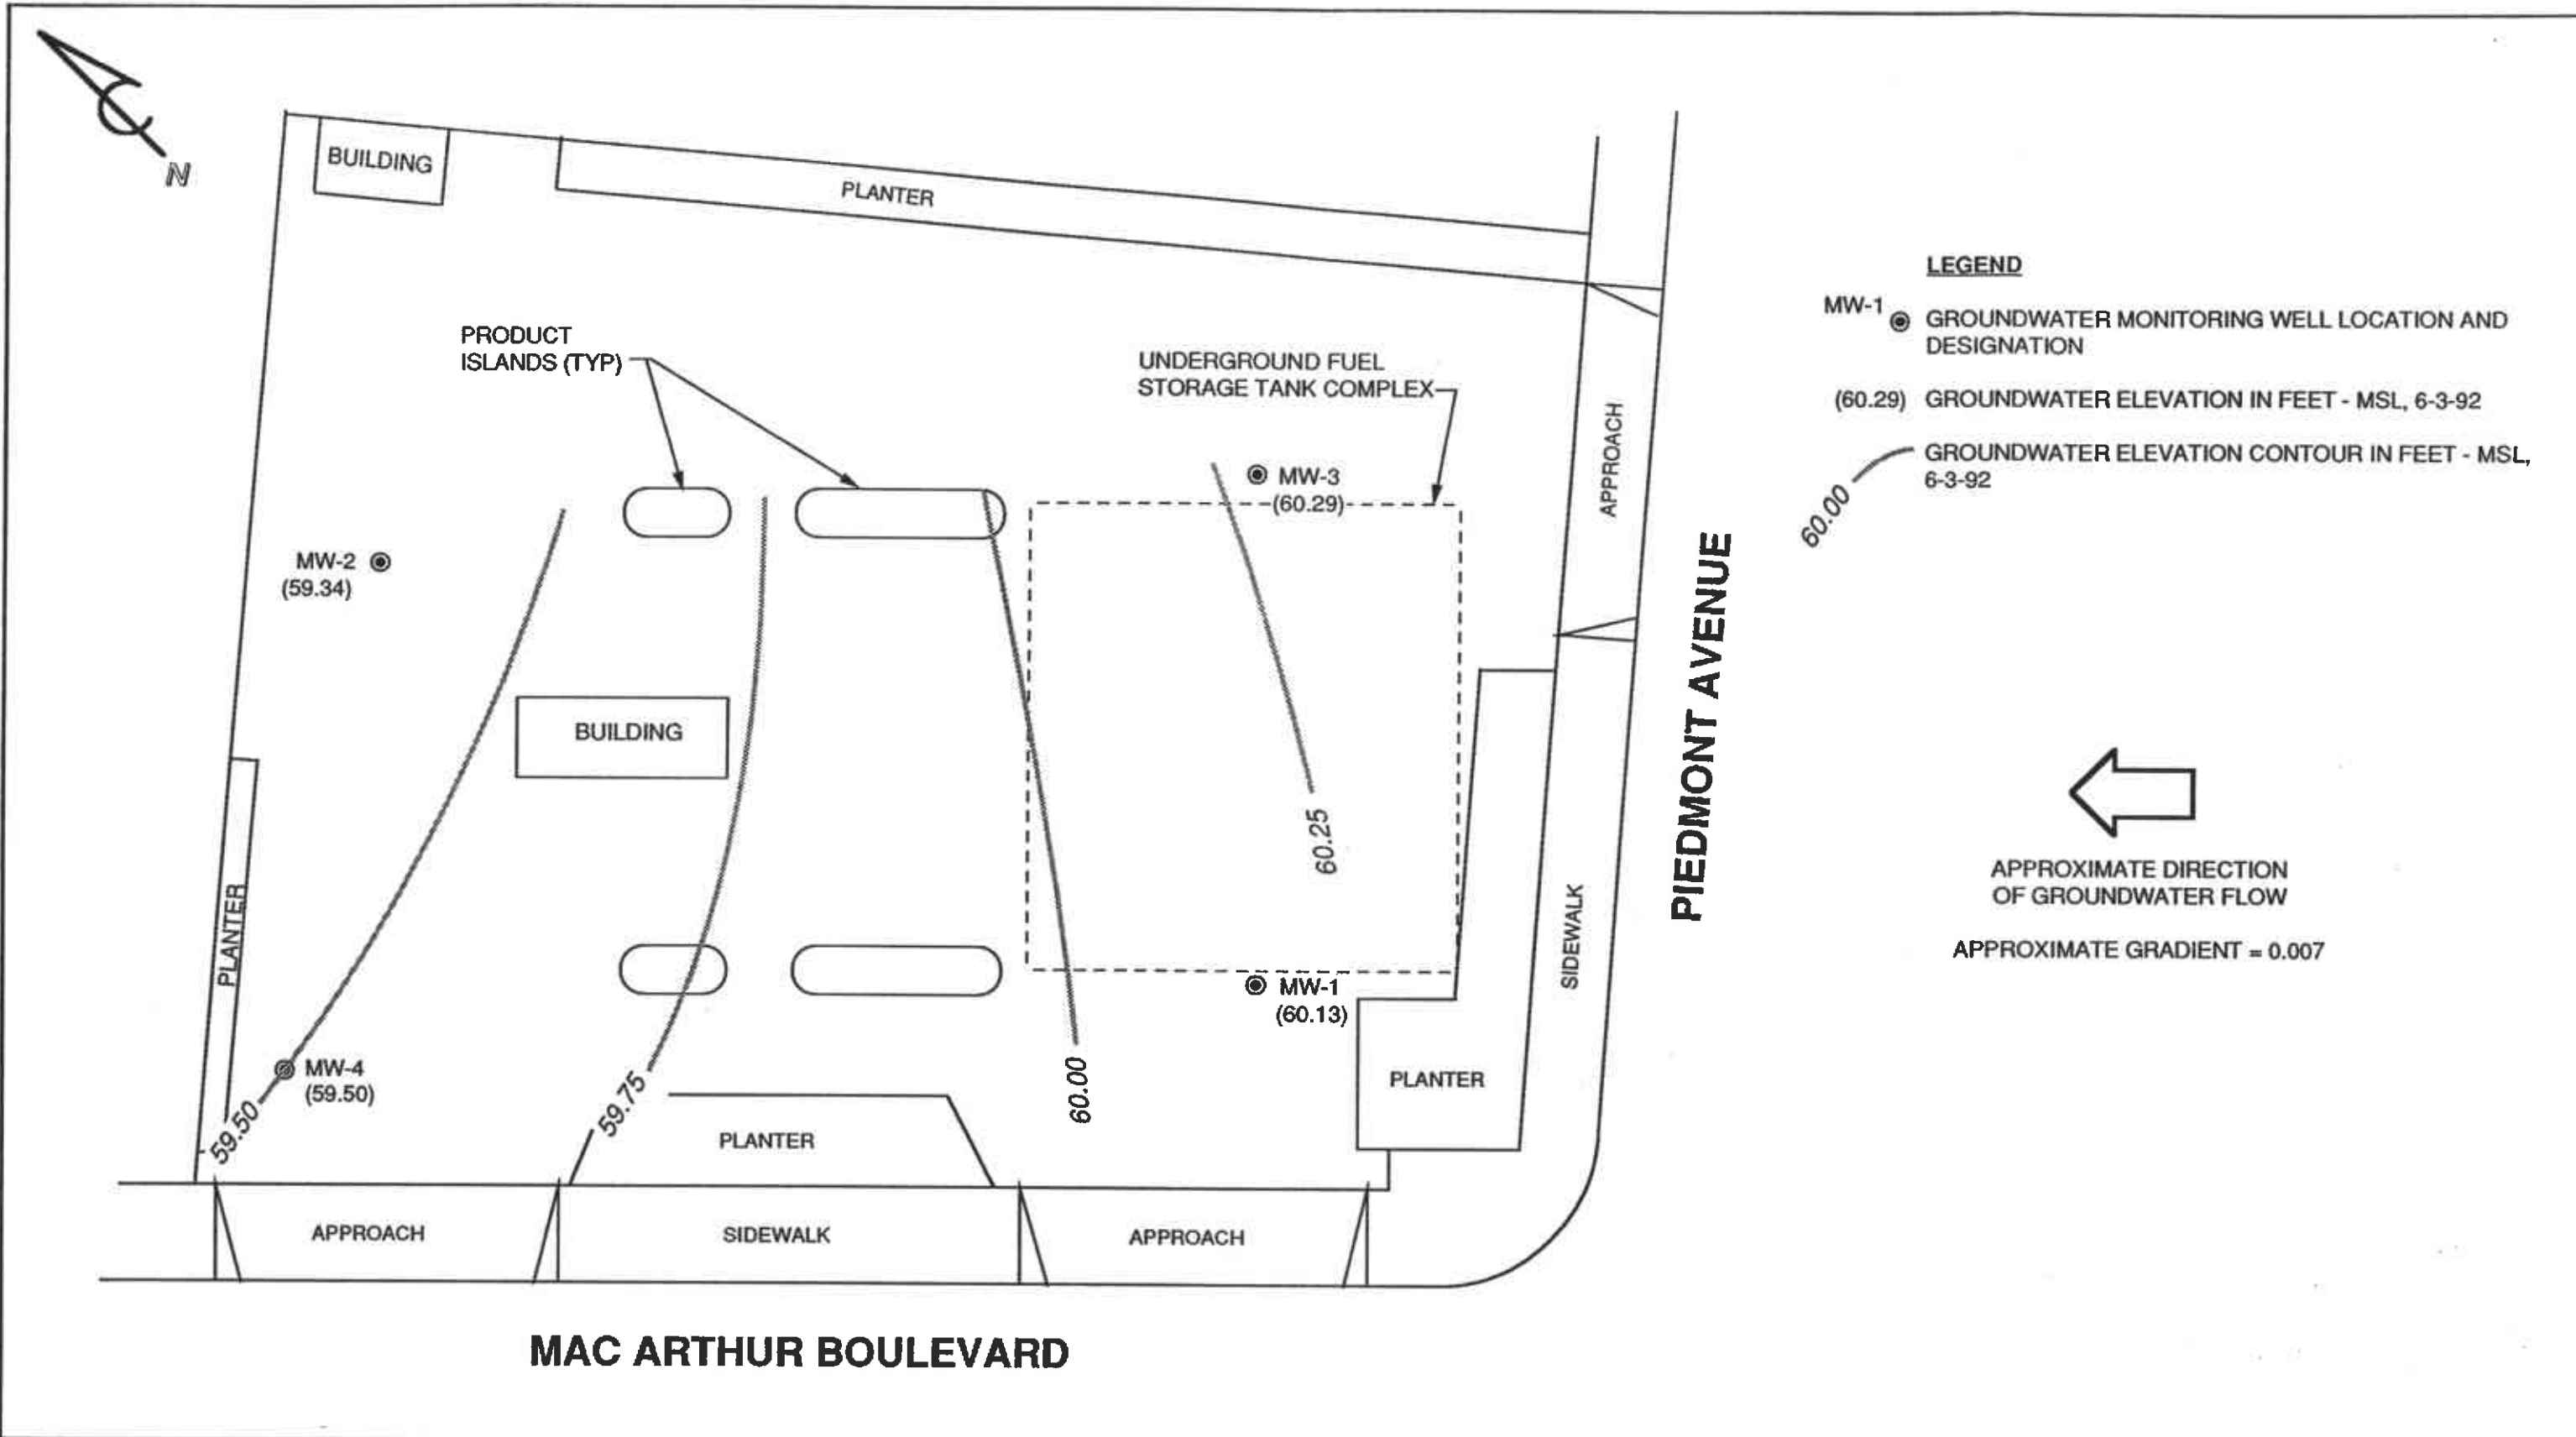 N
BUILDING
PLANTER
PRODUCT
ISLANDS (TYP)
UNDERGROUND FUEL
STORAGE TANK COMPLEX
MW-3
(60.29)
MW-2
(59.34)
BUILDING
60.25
PLANTER
MW-1
(60.13)
MW-4
(59.50)
59.50
59.75
60.00
PLANTER
PLANTER
APPROACH
SIDEWALK
APPROACH
SIDEWALK
APPROACH
PIEDMONT AVENUE
MAC ARTHUR BOULEVARD
LEGEND
MW-1
GROUNDWATER MONITORING WELL LOCATION AND
DESIGNATION
(60.29) GROUNDWATER ELEVATION IN FEET - MSL, 6-3-92
60.00
GROUNDWATER ELEVATION CONTOUR IN FEET - MSL,
6-3-92
APPROXIMATE DIRECTION
OF GROUNDWATER FLOW
APPROXIMATE GRADIENT = 0.007